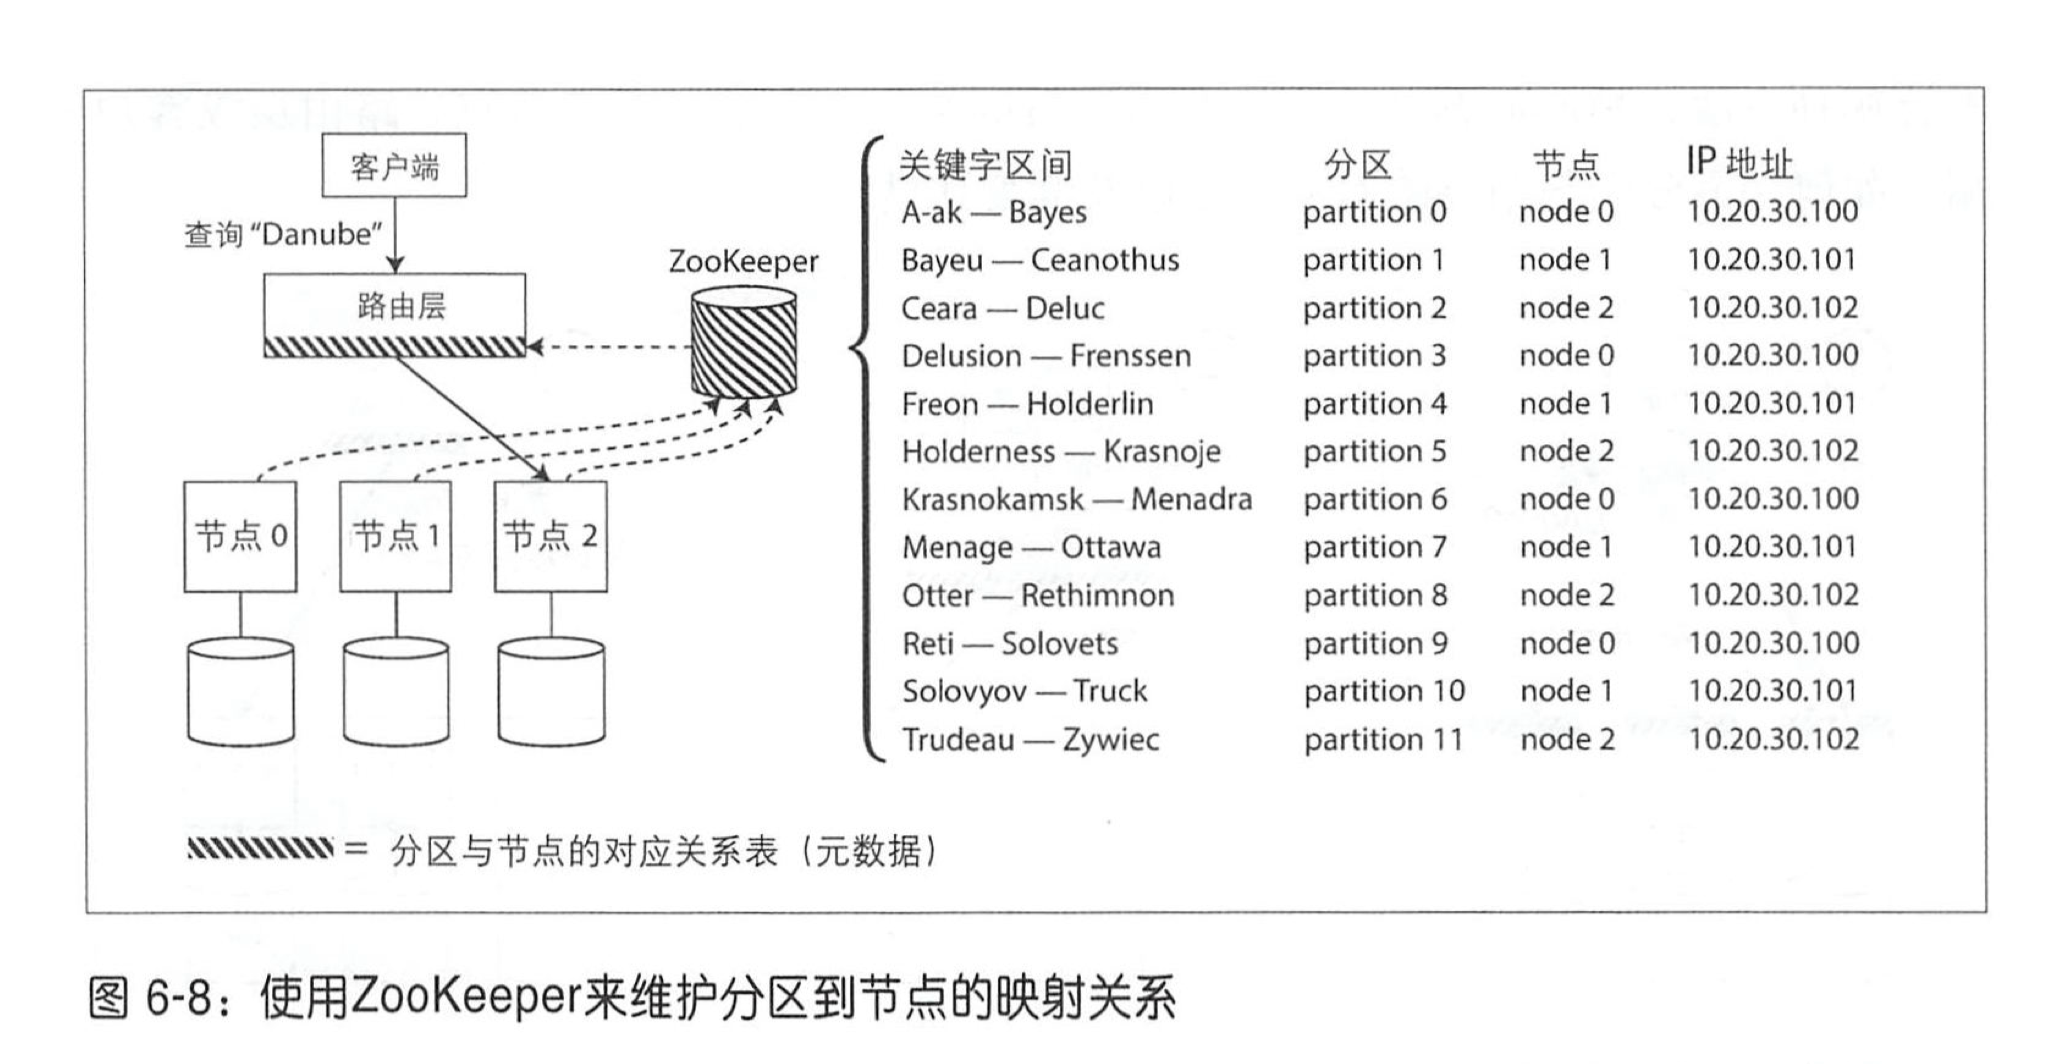 客户端
查询“Danube”
路由层
ZooKeeper
节点 0
节点 1
节点 2
= 分区与节点的对应关系表（元数据）
关键字区间 分区 节点 IP 地址
A-ak — Bayes partition 0 node 0 10.20.30.100
Bayeu — Ceanothus partition 1 node 1 10.20.30.101
Ceara — Deluc partition 2 node 2 10.20.30.102
Delusion — Frenssen partition 3 node 0 10.20.30.100
Freon — Holderlin partition 4 node 1 10.20.30.101
Holderness — Krasnoje partition 5 node 2 10.20.30.102
Krasnokamsk — Menadra partition 6 node 0 10.20.30.100
Menage — Ottawa partition 7 node 1 10.20.30.101
Otter — Rethimnon partition 8 node 2 10.20.30.102
Reti — Solovets partition 9 node 0 10.20.30.100
Solovyov — Truck partition 10 node 1 10.20.30.101
Trudeau — Zywiec partition 11 node 2 10.20.30.102
图 6-8：使用ZooKeeper来维护分区到节点的映射关系